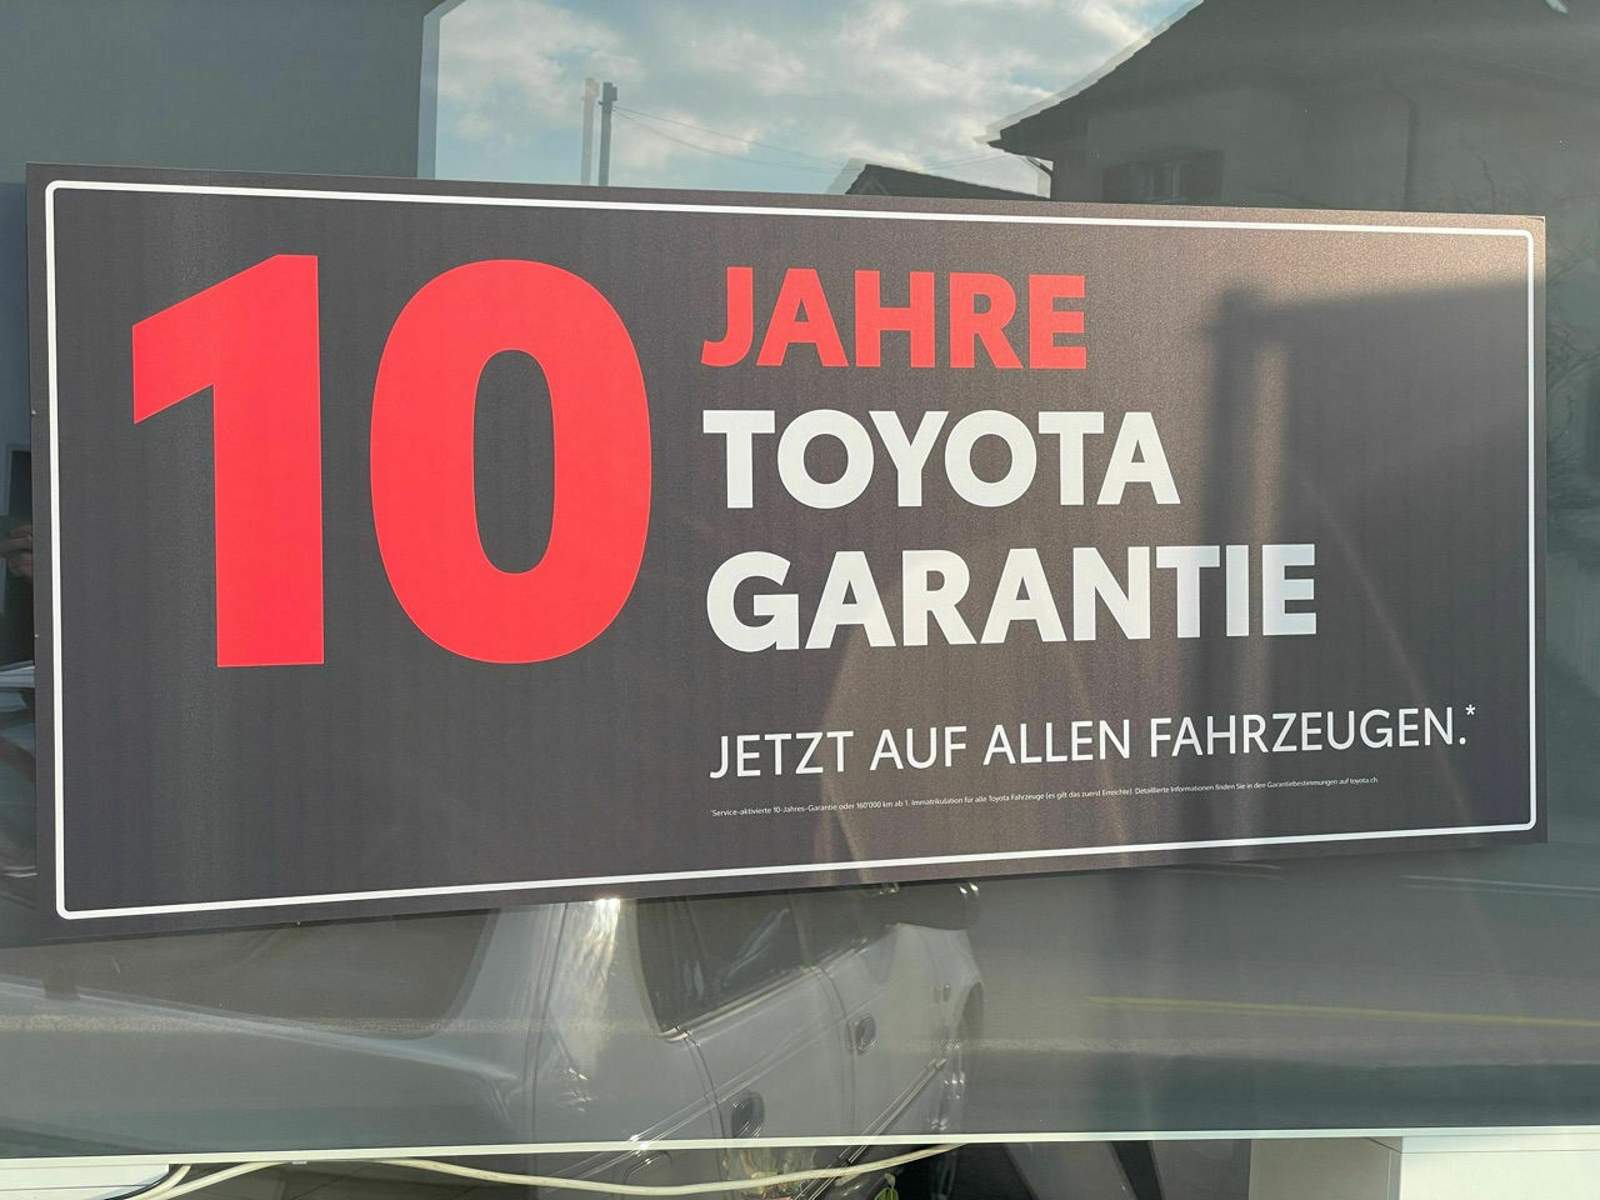 10
JAHRE
TOYOTA
GARANTIE
JETZT AUF ALLEN FAHRZEUGEN.*
*Service-aktivierte 10-Jahres-Garantie oder 160'000 km ab 1. Immatrikulation für alle Toyota Fahrzeuge (es gilt das zuerst Erreichte). Detaillierte Informationen finden Sie in den Garantiebestimmungen auf toyota.ch